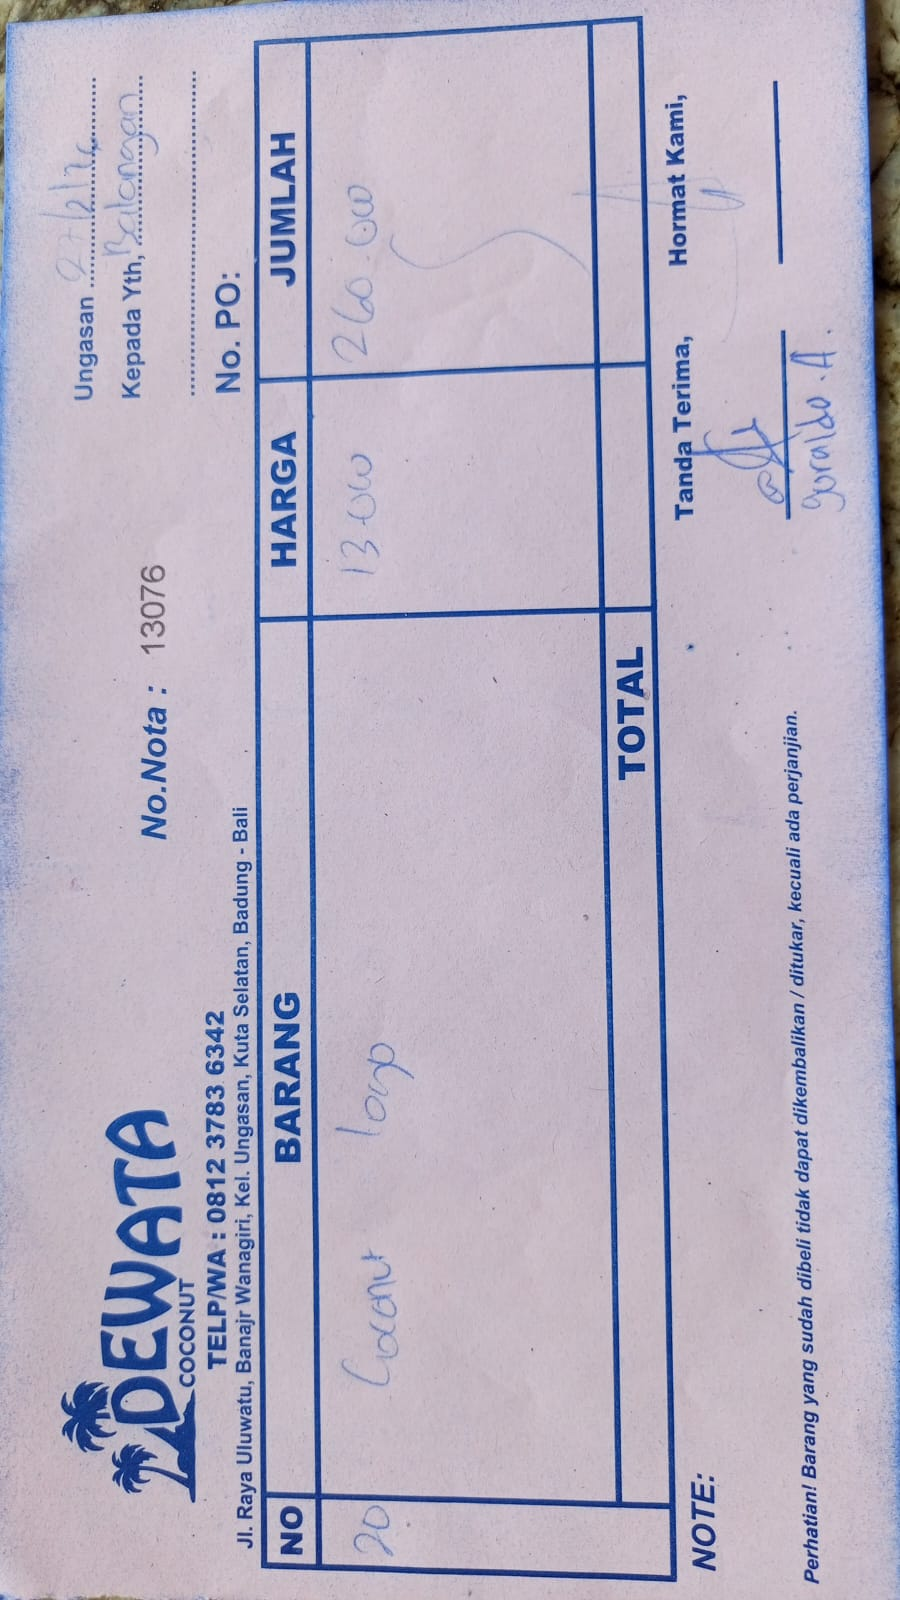 DEWATA
COCONUT
TELP/WA : 0812 3783 6342
Jl. Raya Uluwatu, Banajr Wanagiri, Kel. Ungasan, Kuta Selatan, Badung - Bali
No.Nota : 13076
Ungasan
Kepada Yth, Balangan
No. PO:
NO BARANG HARGA JUMLAH
20 Coconut 13.000 260.000
TOTAL
NOTE:
Tanda Terima, Hormat Kami,
Perhatian! Barang yang sudah dibeli tidak dapat dikembalikan / ditukar, kecuali ada perjanjian.